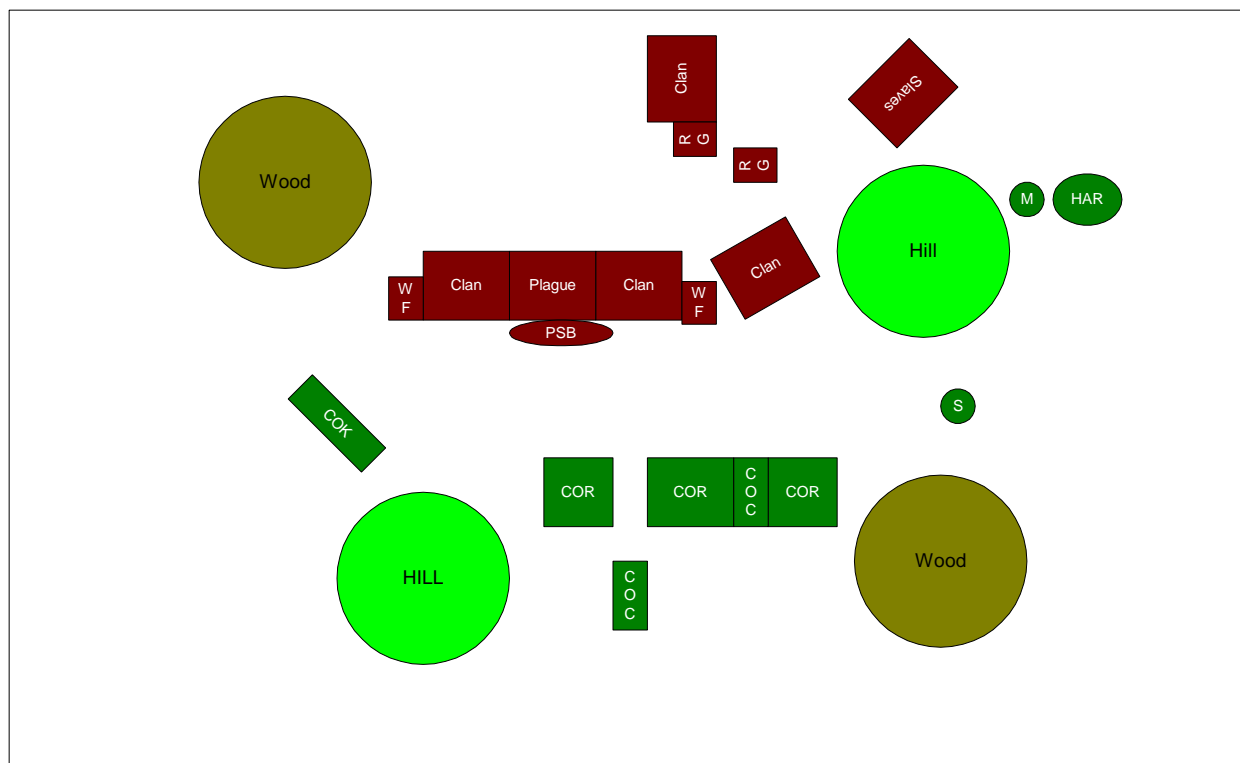 Clan
Slaves
R
G
R
G
Wood
M
HAR
Hill
Clan
W
F
Clan
Plague
Clan
W
F
PSB
COK
S
COR
COR
C
O
C
COR
Wood
HILL
C
O
C